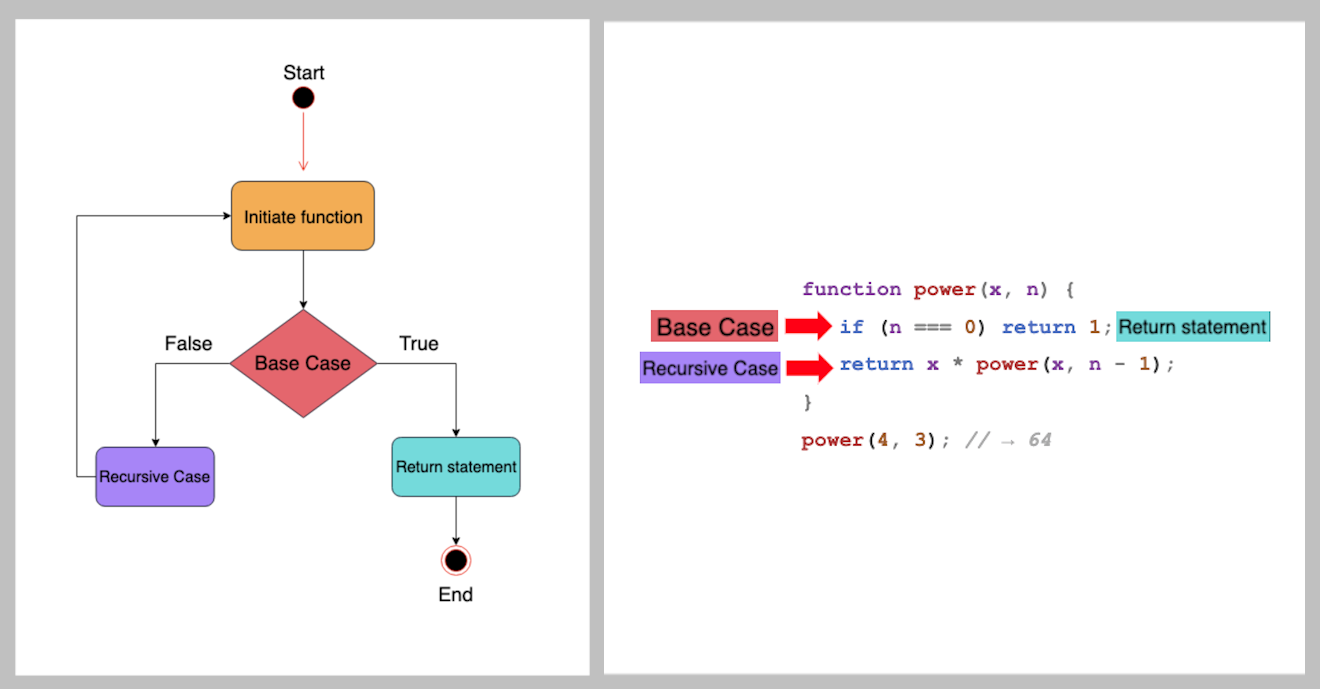 Start
Initiate function
False
True
Base Case
Recursive Case
Return statement
End
function power(x, n) {
Base Case if (n === 0) return 1; Return statement
Recursive Case return x * power(x, n - 1);
}
power(4, 3); // → 64